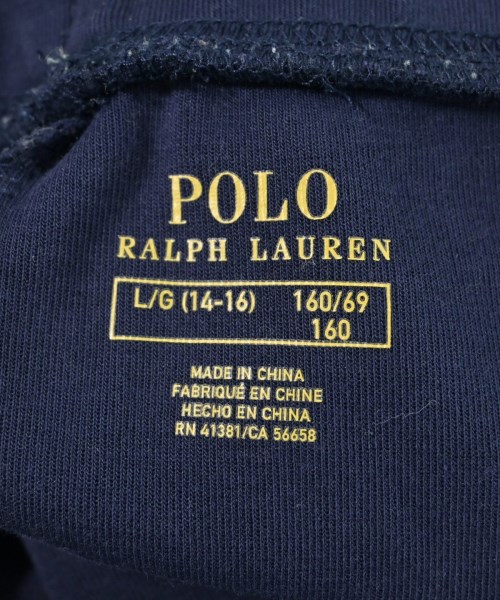 POLO
RALPH LAUREN
L/G (14-16) 160/69
160
MADE IN CHINA
FABRIQUÉ EN CHINE
HECHO EN CHINA
RN 41381/CA 56658